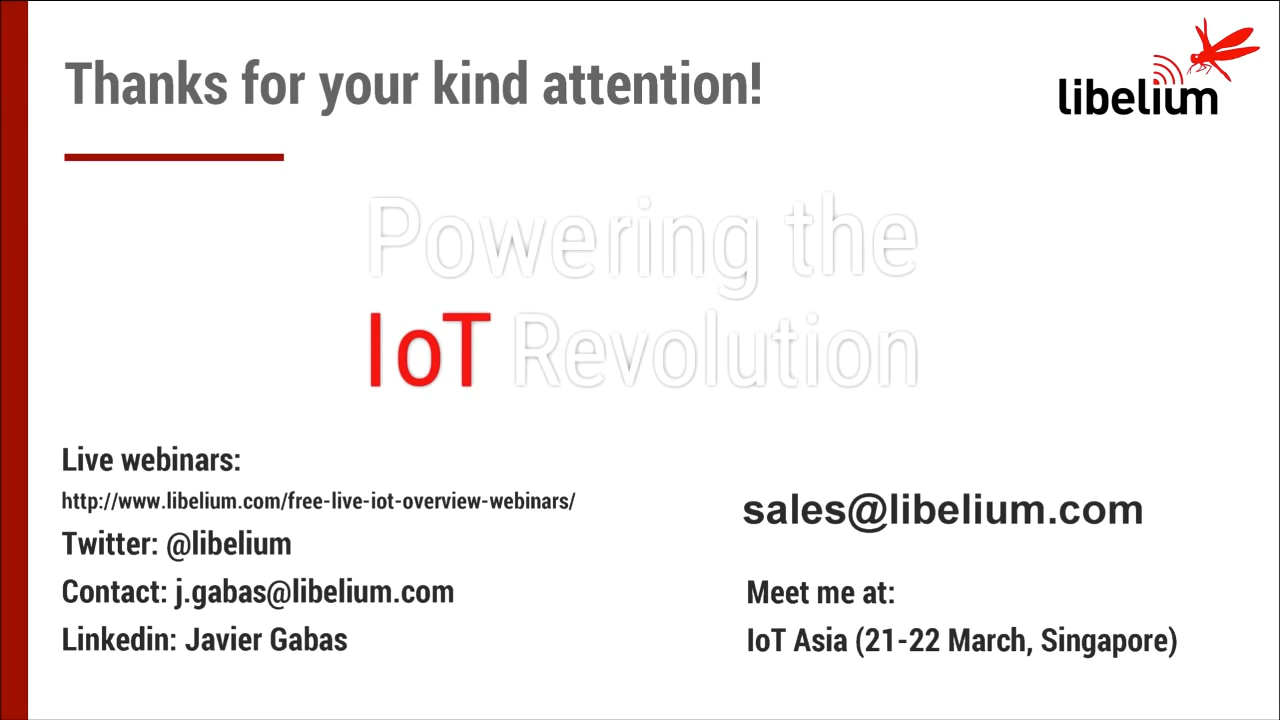 Thanks for your kind attention!
libelium
Powering the
IoT Revolution
Live webinars:
http://www.libelium.com/free-live-iot-overview-webinars/
Twitter: @libelium
Contact: j.gabas@libelium.com
Linkedin: Javier Gabas
sales@libelium.com
Meet me at:
IoT Asia (21-22 March, Singapore)